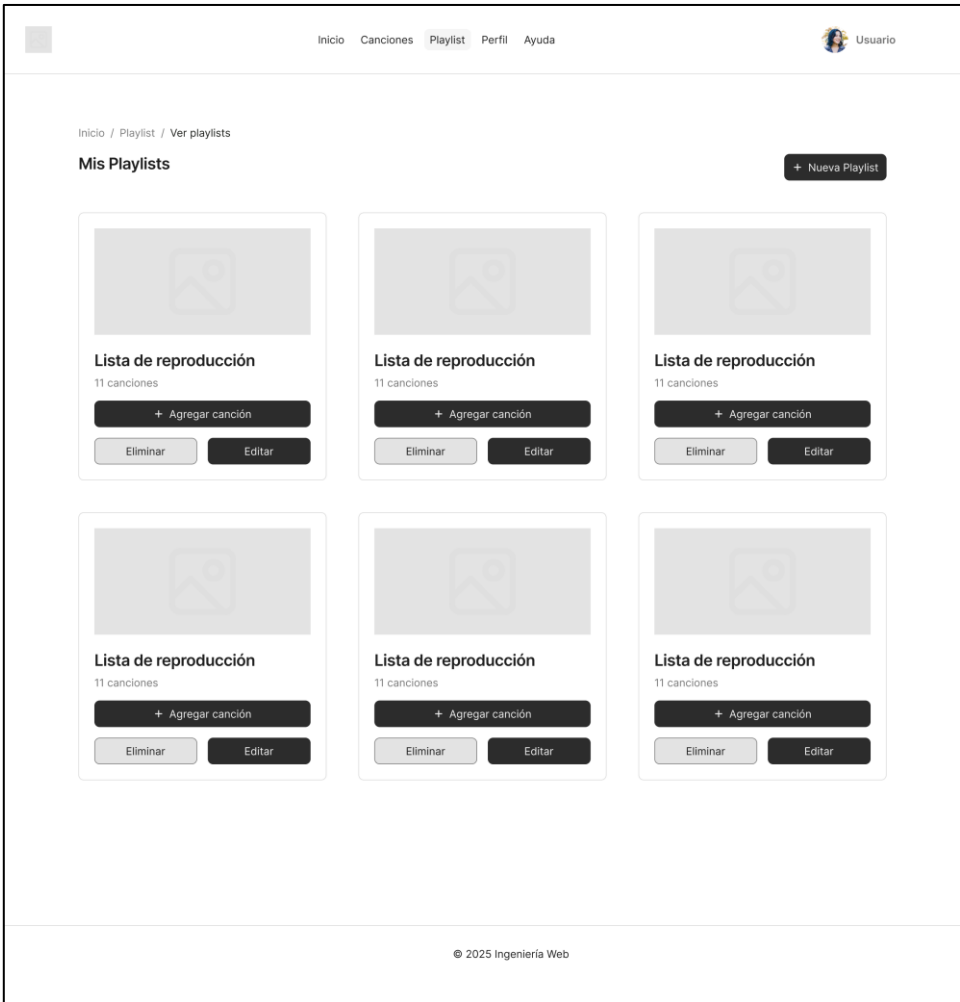 Inicio Canciones Playlist Perfil Ayuda Usuario
Inicio / Playlist / Ver playlists
Mis Playlists
+ Nueva Playlist
Lista de reproducción
11 canciones
+ Agregar canción
Eliminar Editar
Lista de reproducción
11 canciones
+ Agregar canción
Eliminar Editar
Lista de reproducción
11 canciones
+ Agregar canción
Eliminar Editar
Lista de reproducción
11 canciones
+ Agregar canción
Eliminar Editar
Lista de reproducción
11 canciones
+ Agregar canción
Eliminar Editar
Lista de reproducción
11 canciones
+ Agregar canción
Eliminar Editar
© 2025 Ingeniería Web